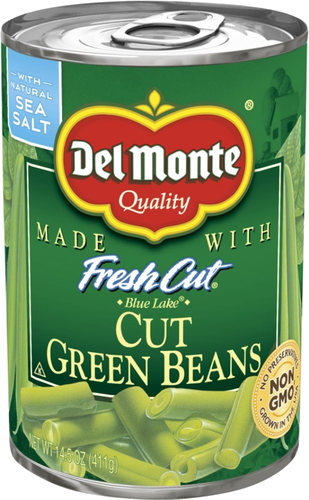 WITH
NATURAL
SEA
SALT
®
Del Monte
Quality
MADE WITH
Fresh Cut®
• Blue Lake® •
CUT
GREEN BEANS
K
NO PRESERVATIVES
NON
GMO
GROWN IN THE USA
NET WT 14.5 OZ (411g)